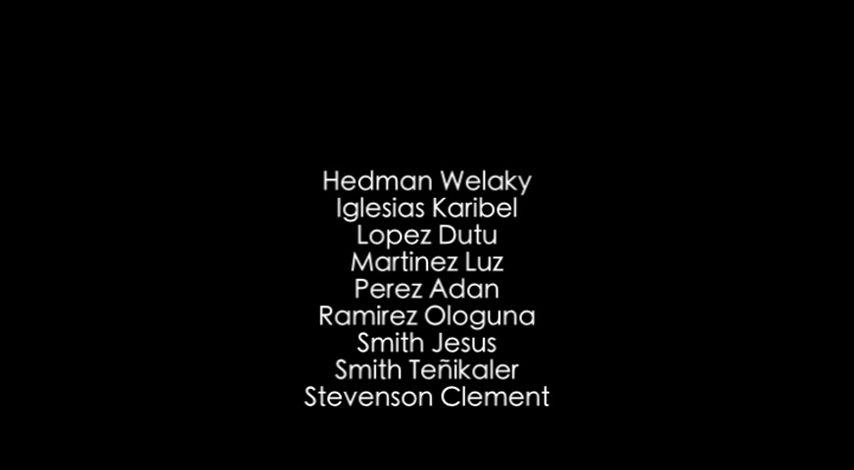 Hedman Welaky
Iglesias Karibel
Lopez Dutu
Martinez Luz
Perez Adan
Ramirez Ologuna
Smith Jesus
Smith Teñikaler
Stevenson Clement